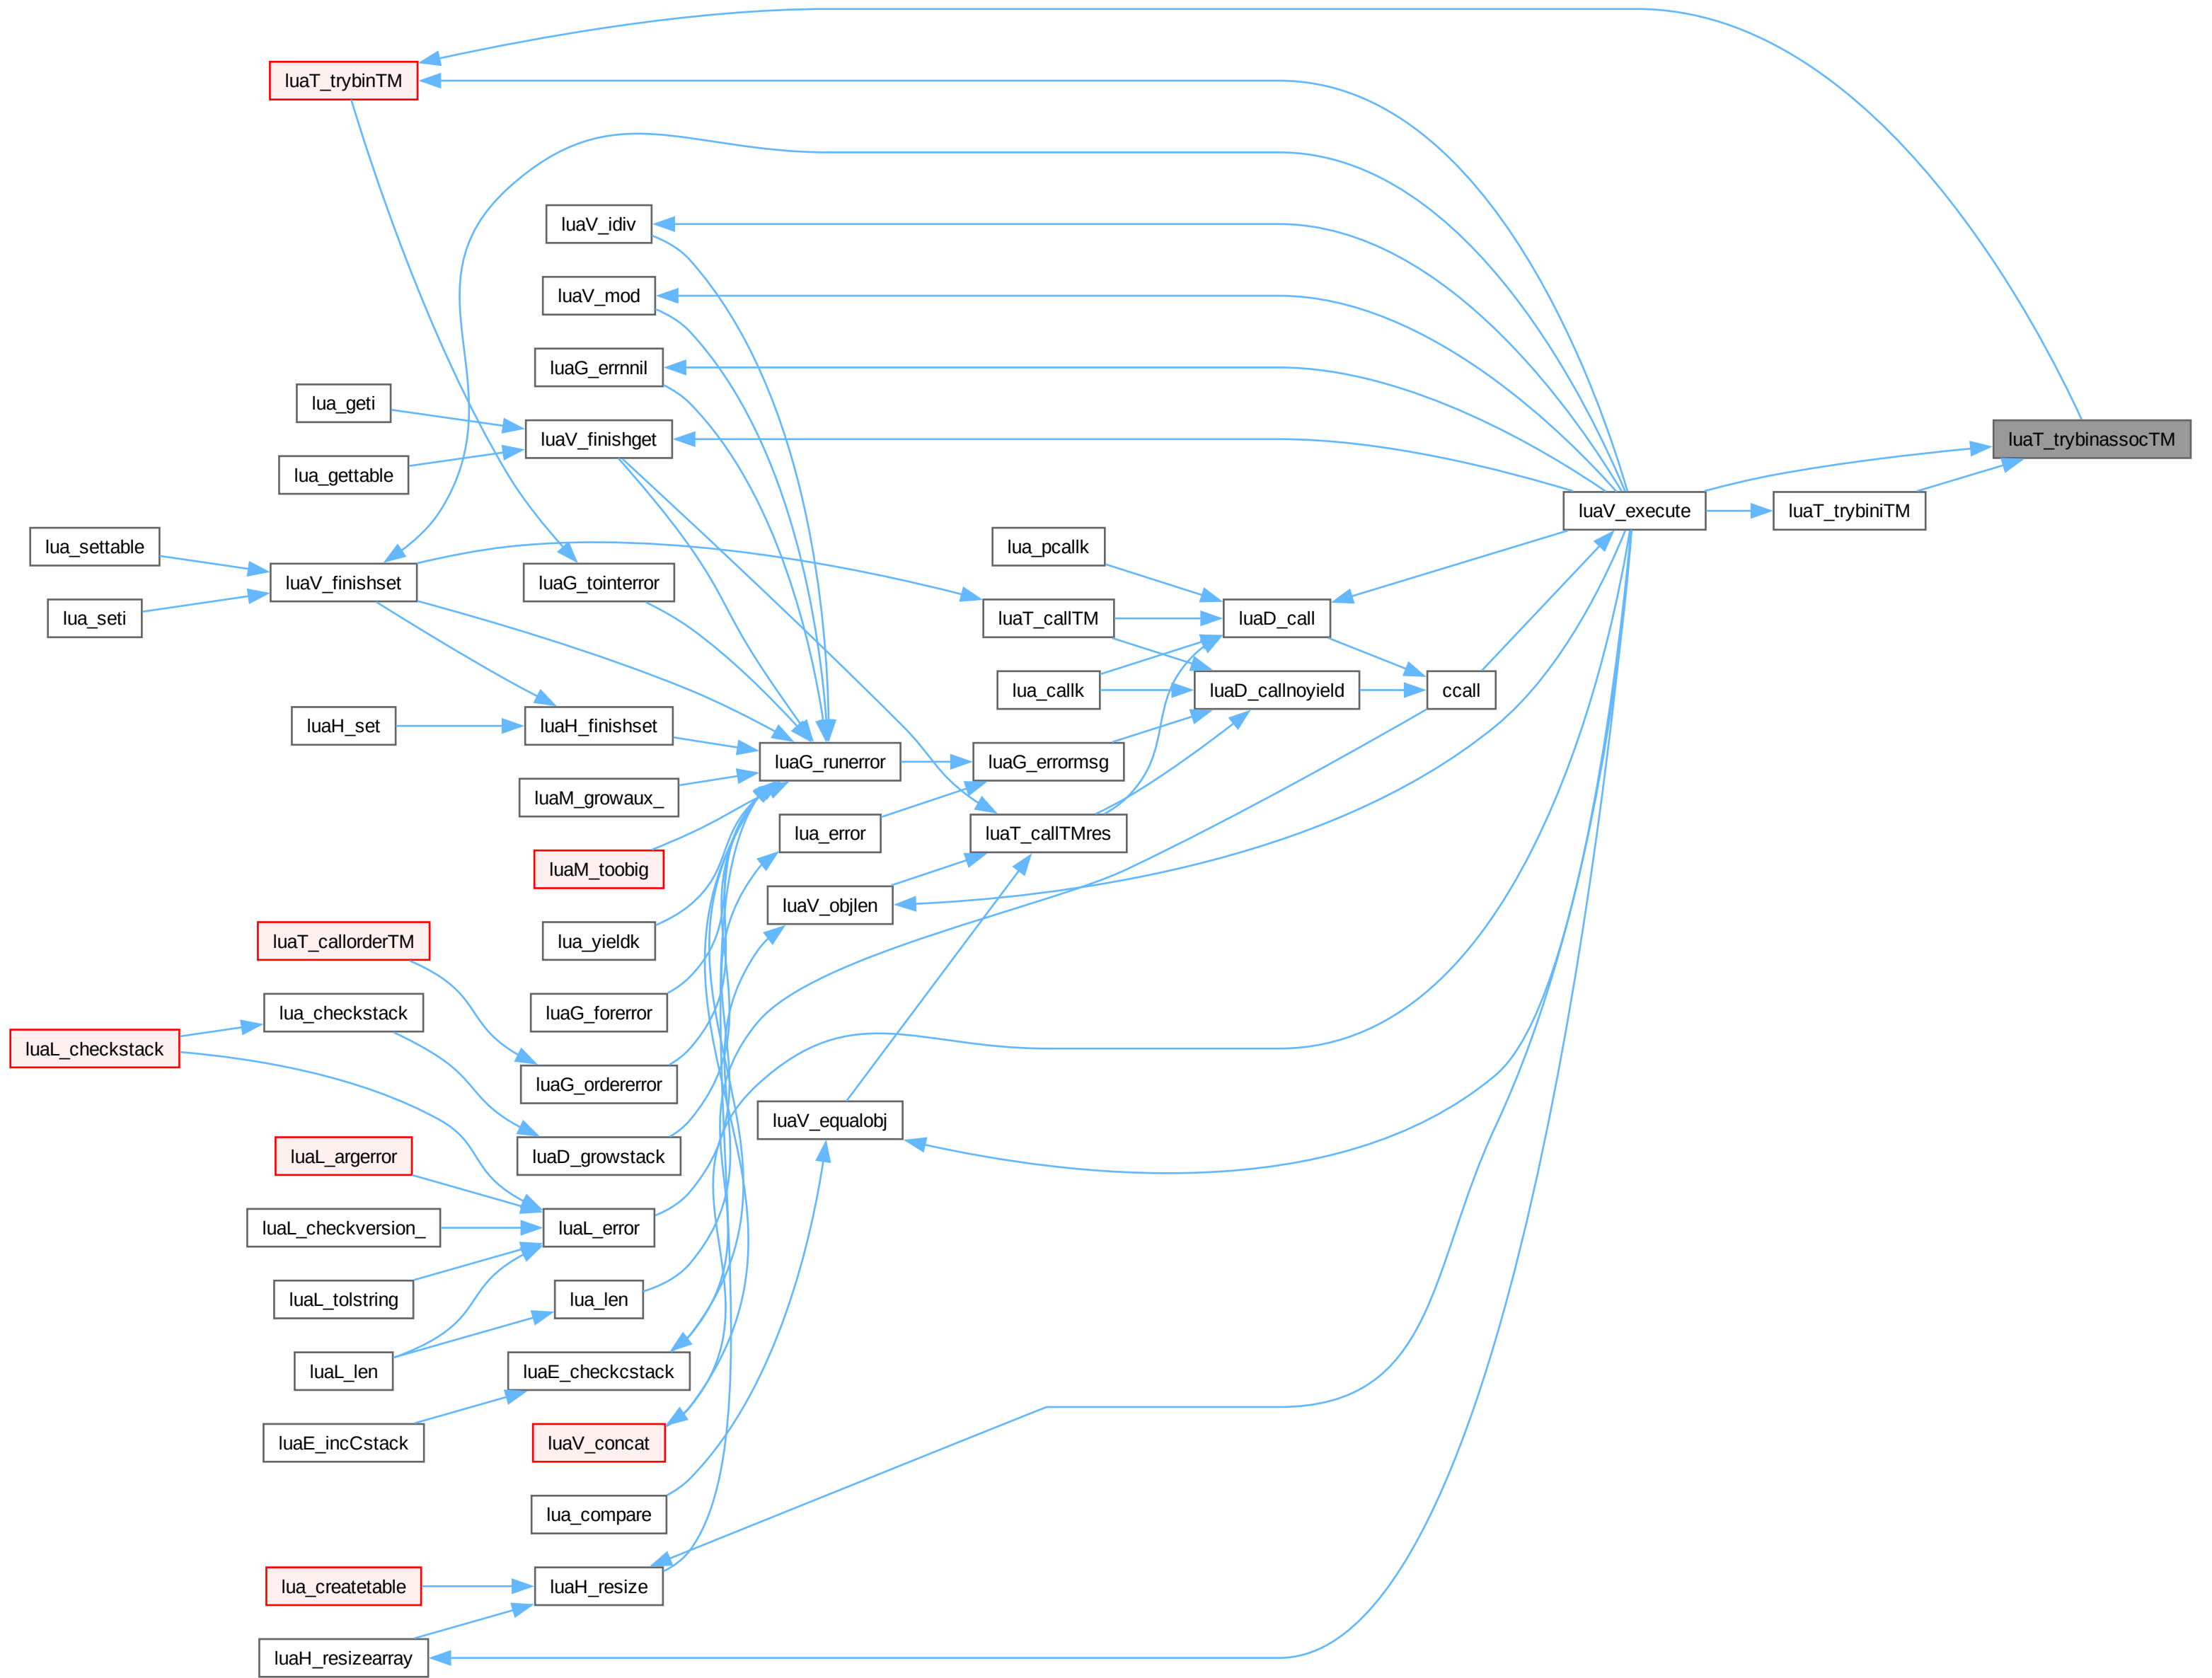 luaT_trybinTM
luaV_idiv
luaV_mod
luaG_errnnil
lua_geti
luaV_finishget
luaT_trybinassocTM
lua_gettable
luaV_execute
luaT_trybiniTM
lua_settable
lua_pcallk
luaV_finishset
luaG_tointerror
lua_seti
luaT_callTM
luaD_call
lua_callk
luaD_callnoyield
ccall
luaH_set
luaH_finishset
luaG_runerror
luaG_errormsg
luaM_growaux_
lua_error
luaT_callTMres
luaM_toobig
luaV_objlen
luaT_callorderTM
lua_yieldk
lua_checkstack
luaG_forerror
luaL_checkstack
luaG_ordererror
luaV_equalobj
luaL_argerror
luaD_growstack
luaL_checkversion_
luaL_error
luaL_tolstring
lua_len
luaL_len
luaE_checkcstack
luaE_incCstack
luaV_concat
lua_compare
lua_createtable
luaH_resize
luaH_resizearray